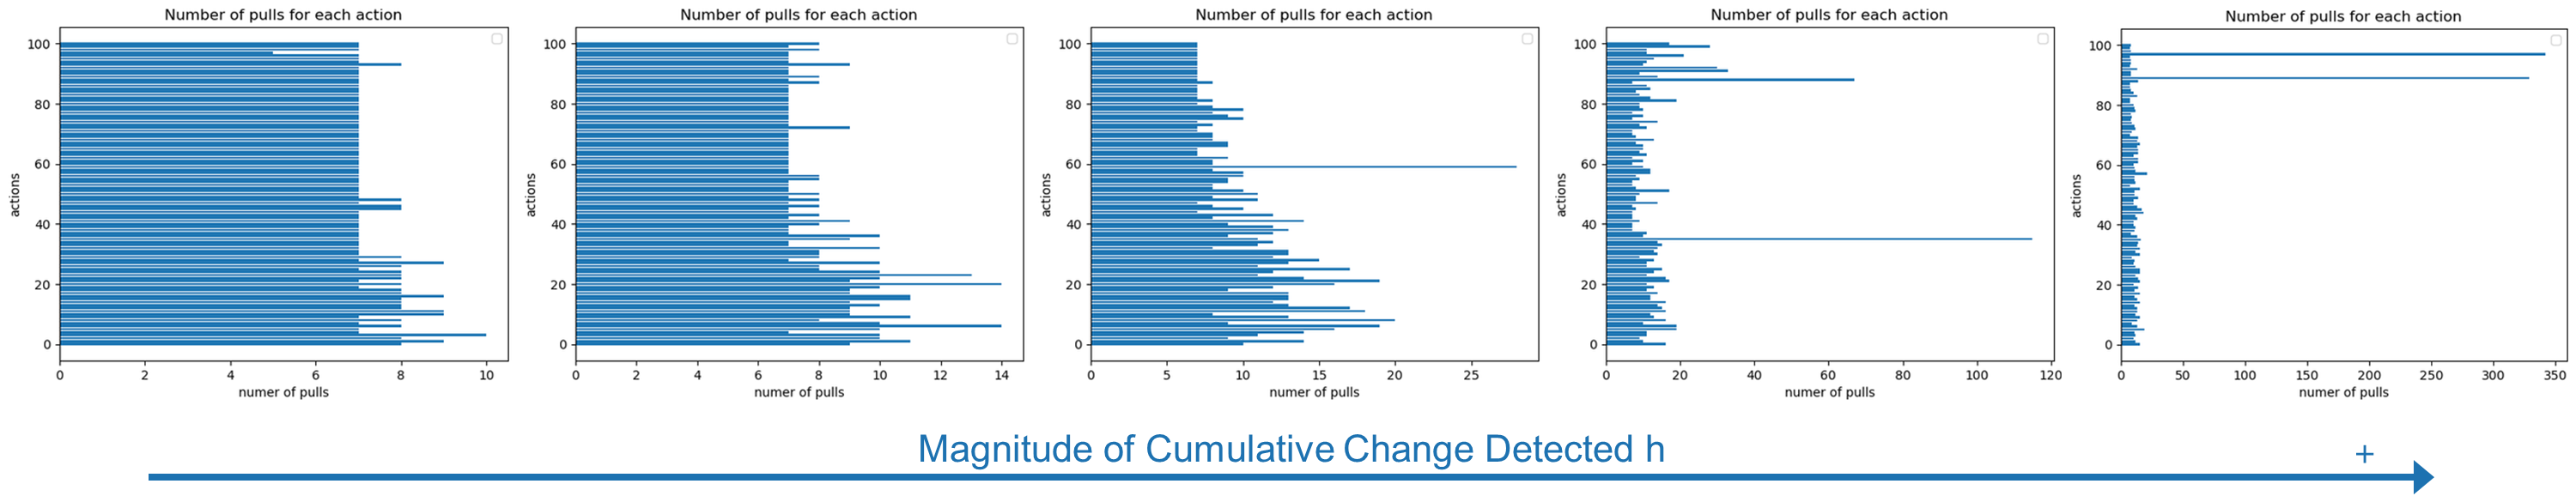 Number of pulls for each action
100
80
60
40
20
0
actions
0 2 4 6 8 10
numer of pulls
Number of pulls for each action
100
80
60
40
20
0
actions
0 2 4 6 8 10 12 14
numer of pulls
Number of pulls for each action
100
80
60
40
20
0
actions
0 5 10 15 20 25
numer of pulls
Number of pulls for each action
100
80
60
40
20
0
actions
0 20 40 60 80 100 120
numer of pulls
Number of pulls for each action
100
80
60
40
20
0
actions
0 50 100 150 200 250 300 350
numer of pulls
Magnitude of Cumulative Change Detected h
+